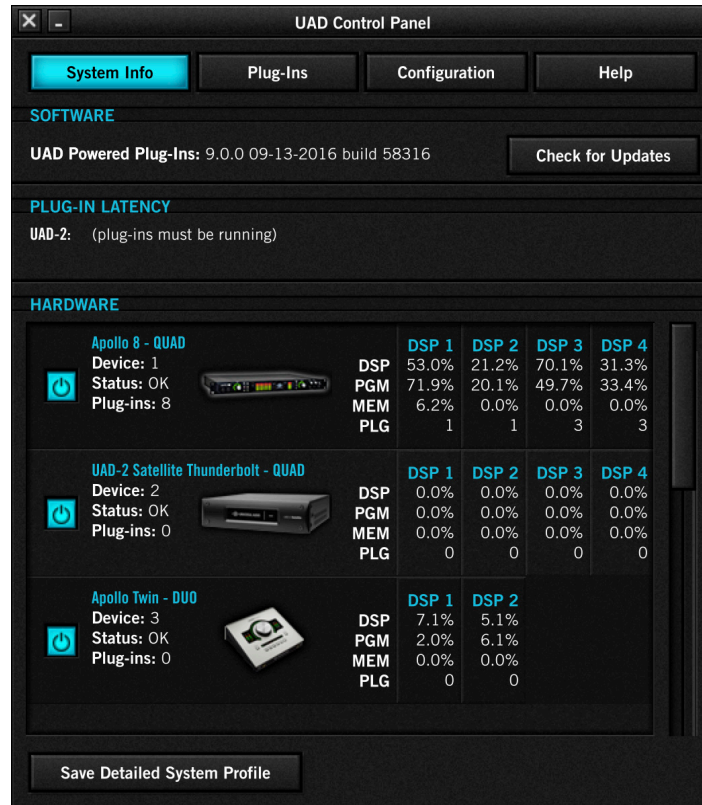 UAD Control Panel
System Info Plug-Ins Configuration Help
SOFTWARE
UAD Powered Plug-Ins: 9.0.0 09-13-2016 build 58316 Check for Updates
PLUG-IN LATENCY
UAD-2: (plug-ins must be running)
HARDWARE
Apollo 8 - QUAD DSP 1 DSP 2 DSP 3 DSP 4
Device: 1 DSP 53.0% 21.2% 70.1% 31.3%
Status: OK PGM 71.9% 20.1% 49.7% 33.4%
Plug-ins: 8 MEM 6.2% 0.0% 0.0% 0.0%
PLG 1 1 3 3
UAD-2 Satellite Thunderbolt - QUAD DSP 1 DSP 2 DSP 3 DSP 4
Device: 2 DSP 0.0% 0.0% 0.0% 0.0%
Status: OK PGM 0.0% 0.0% 0.0% 0.0%
Plug-ins: 0 MEM 0.0% 0.0% 0.0% 0.0%
PLG 0 0 0 0
Apollo Twin - DUO DSP 1 DSP 2
Device: 3 DSP 7.1% 5.1%
Status: OK PGM 2.0% 6.1%
Plug-ins: 0 MEM 0.0% 0.0%
PLG 0 0
Save Detailed System Profile